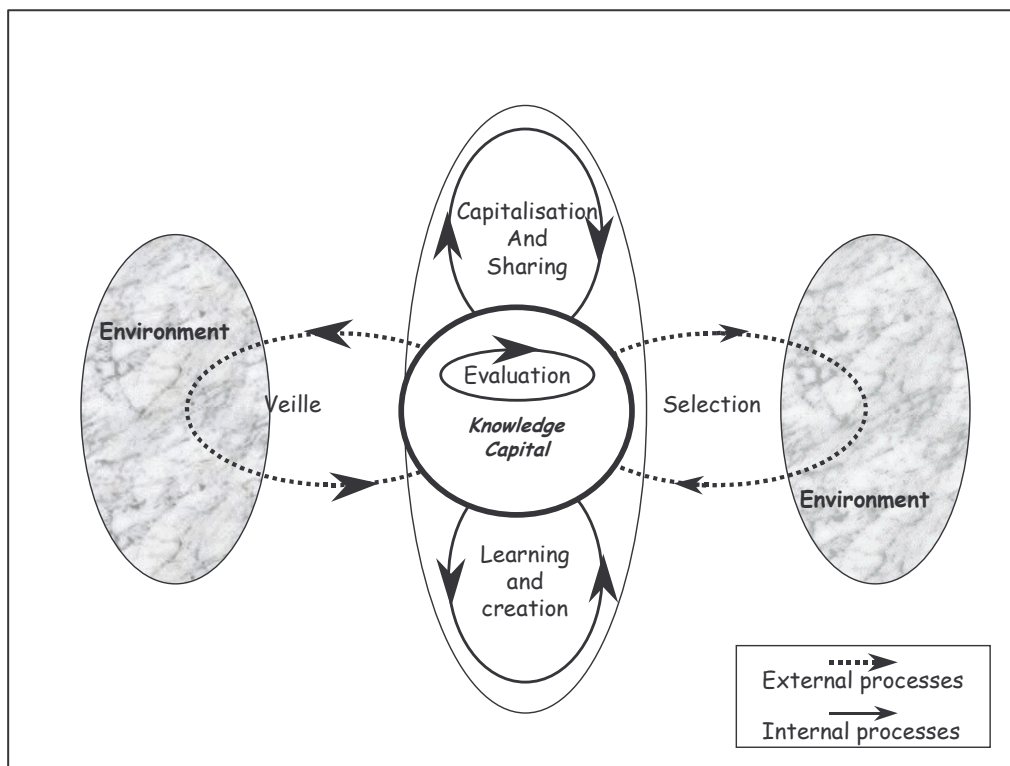 Capitalisation
And
Sharing
Environment
Evaluation
Veille
Selection
Knowledge
Capital
Environment
Learning
and
creation
External processes
Internal processes